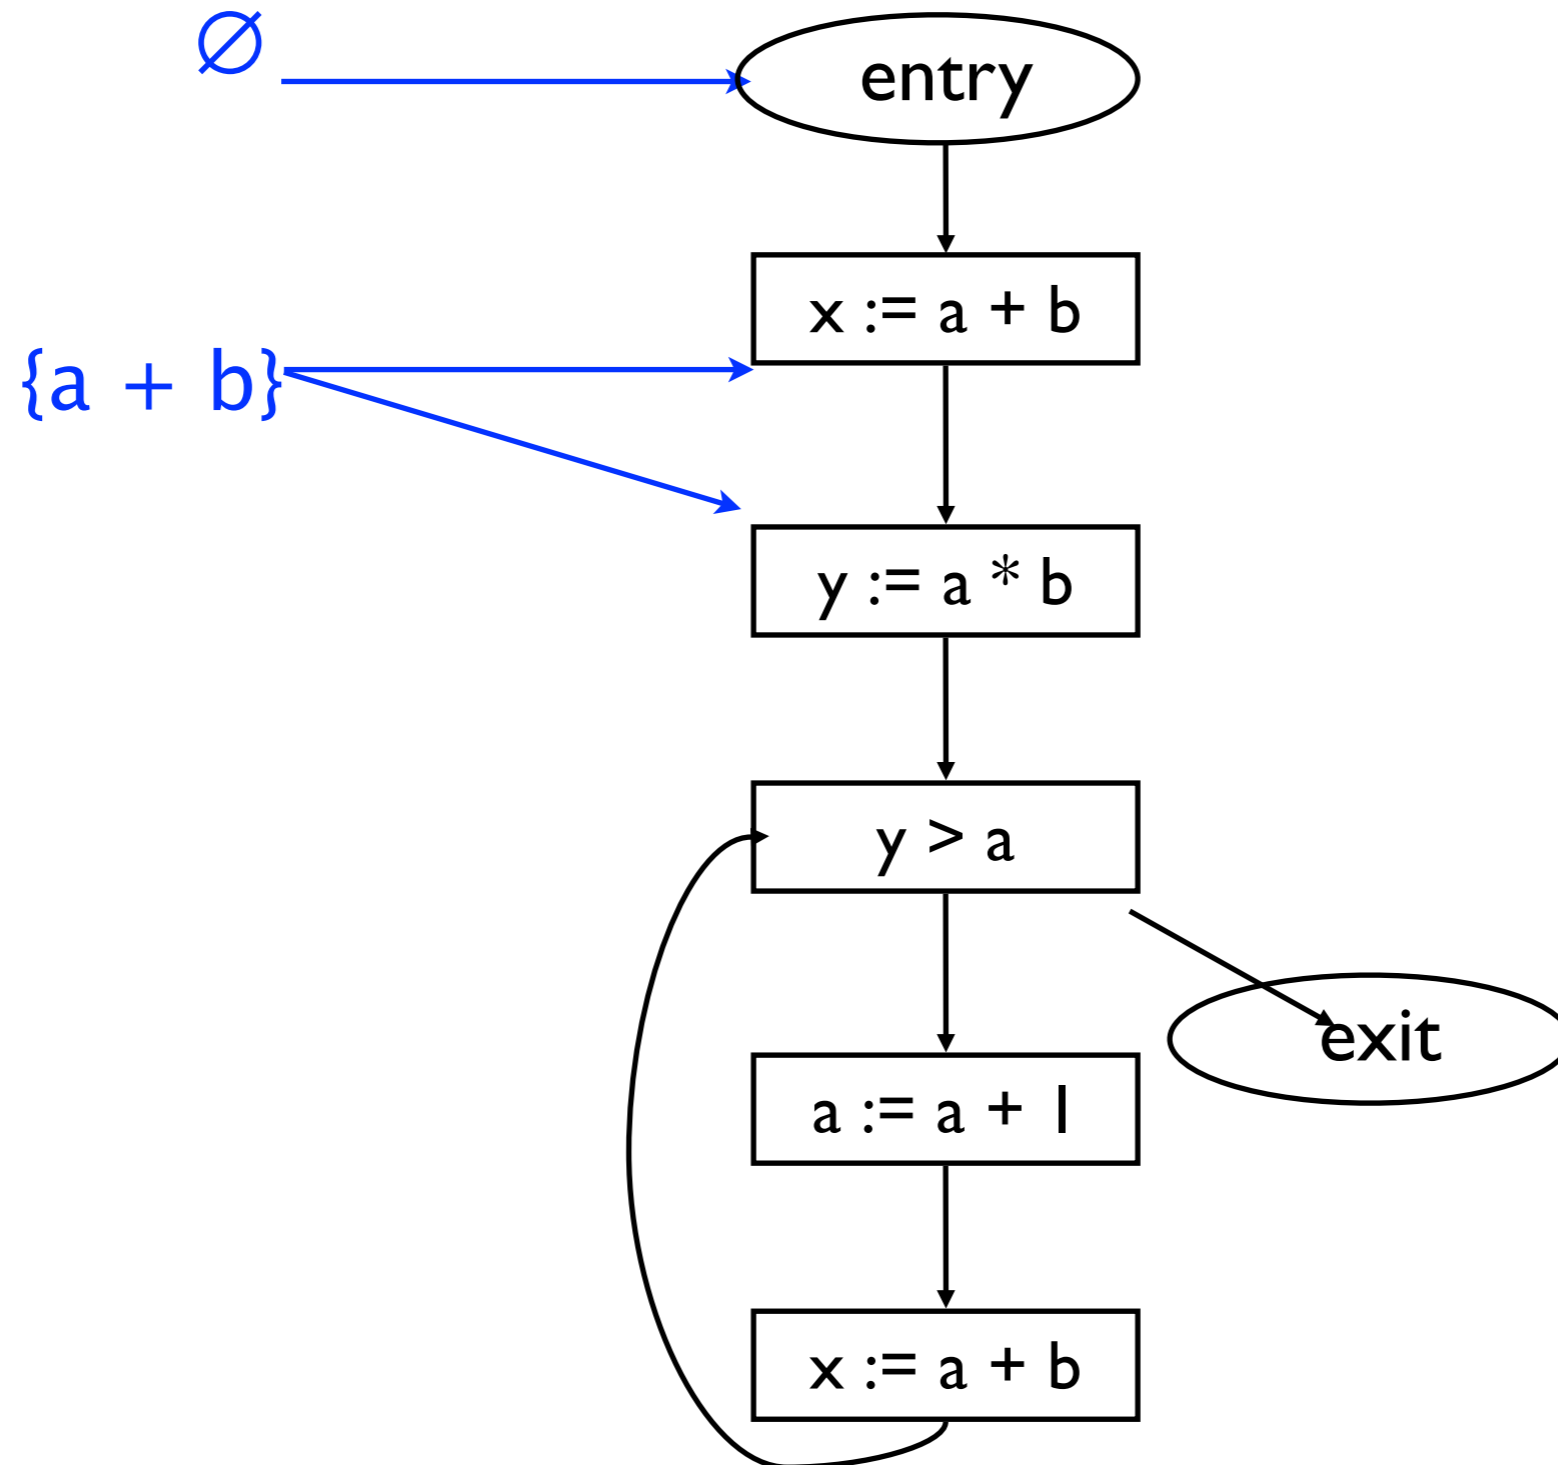 ∅
entry
x := a + b
{a + b}
y := a * b
y > a
exit
a := a + 1
x := a + b